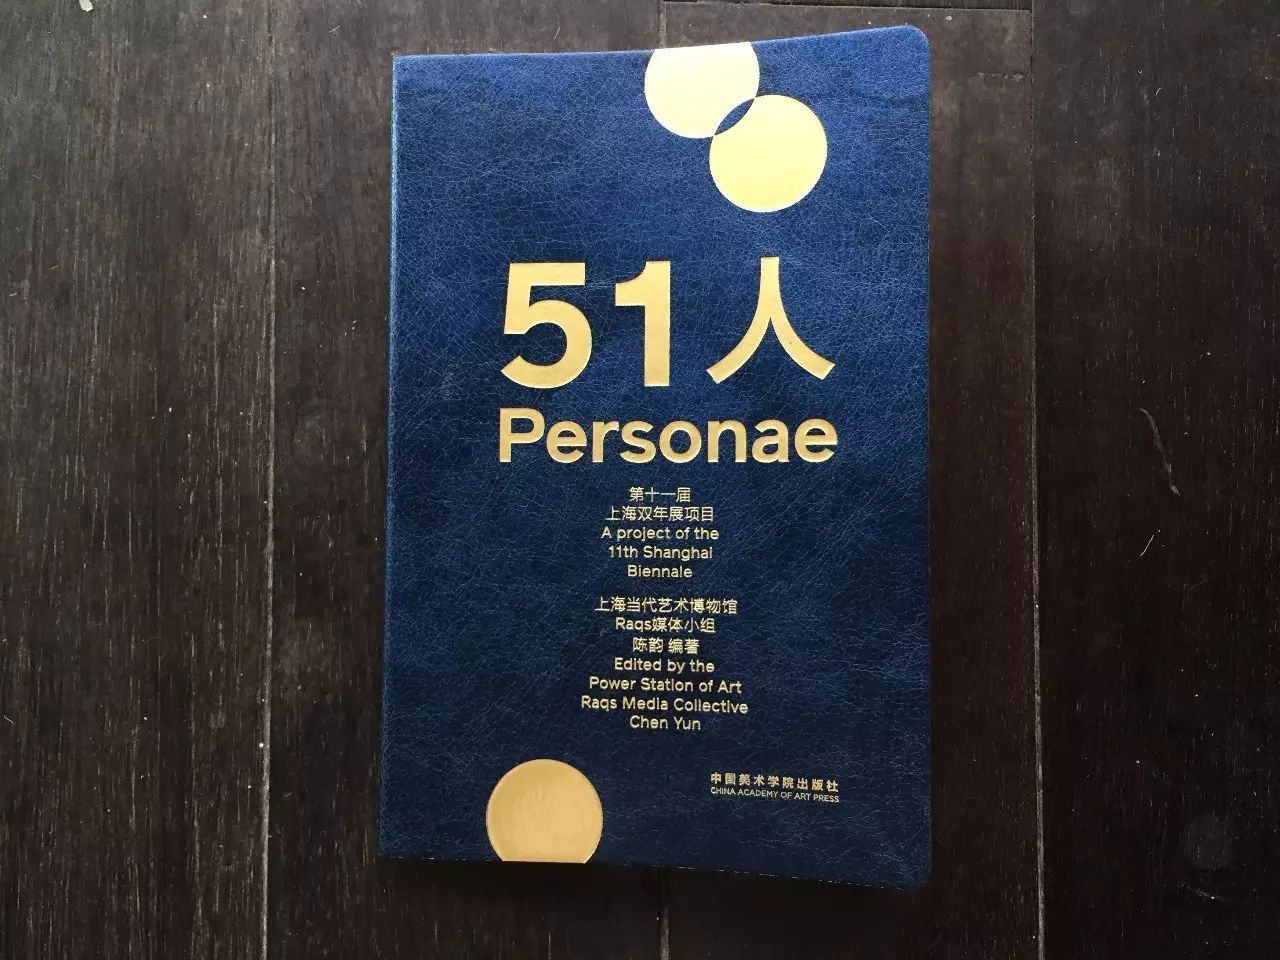 51人
Personae
第十一届
上海双年展项目
A project of the
11th Shanghai
Biennale
上海当代艺术博物馆
Raqs媒体小组
陈韵 编著
Edited by the
Power Station of Art
Raqs Media Collective
Chen Yun
中国美术学院出版社
CHINA ACADEMY OF ART PRESS